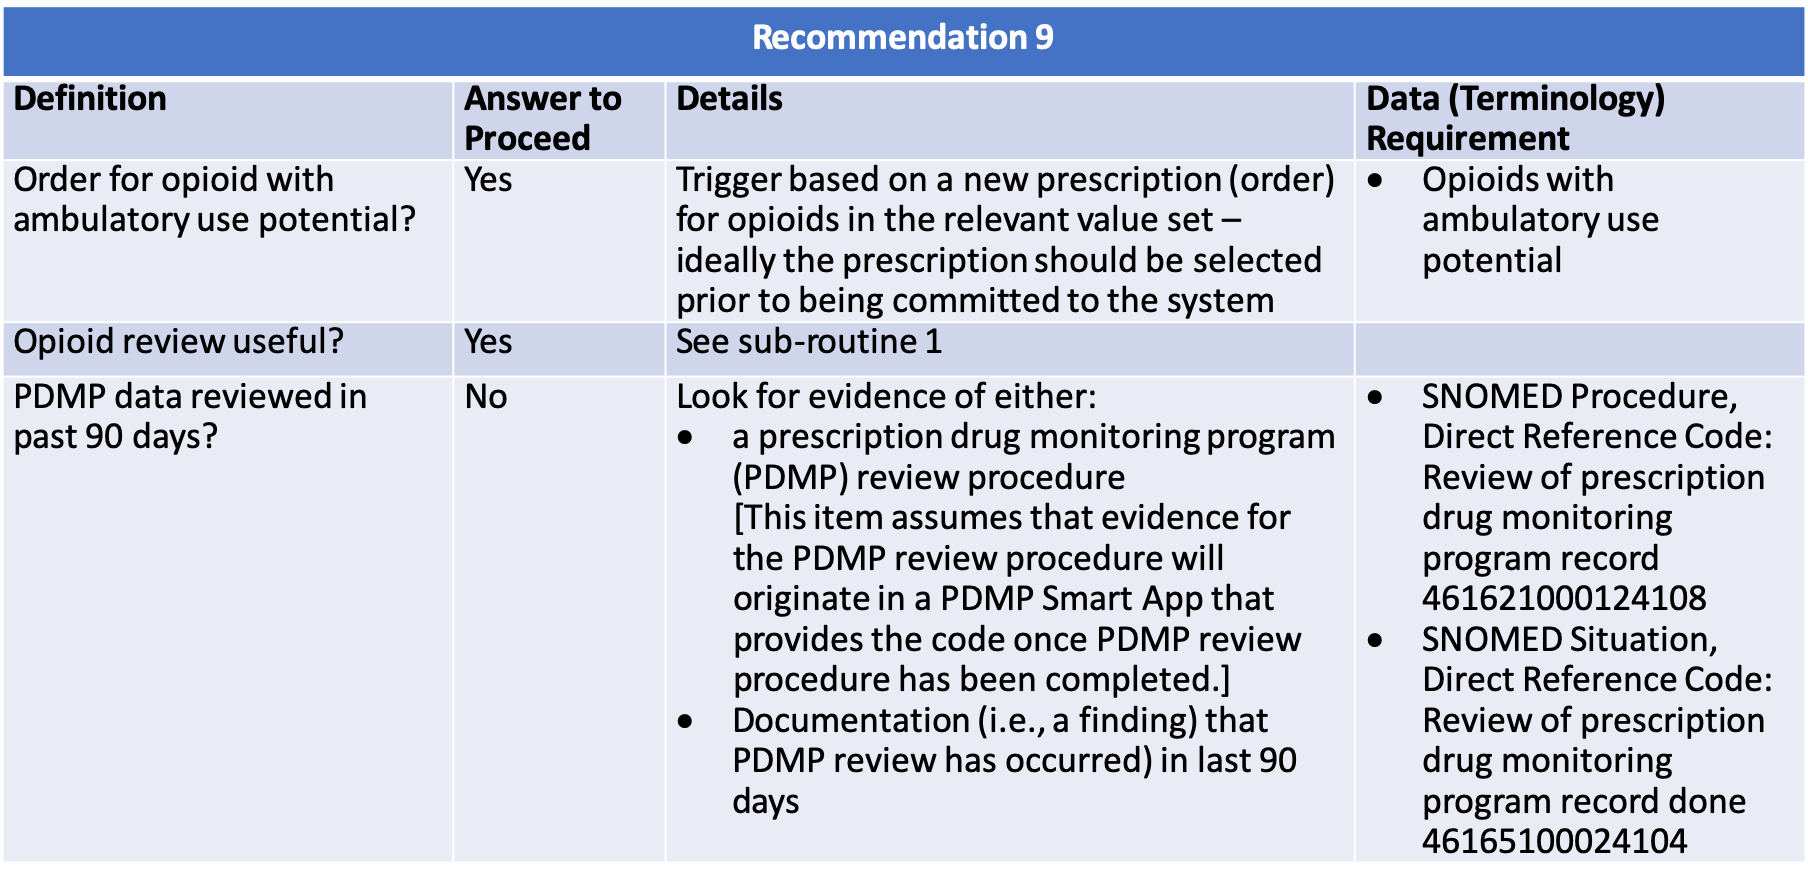 Recommendation 9
Definition
Answer to
Proceed
Details
Data (Terminology)
Requirement
Order for opioid with
ambulatory use potential?
Yes
Trigger based on a new prescription (order)
for opioids in the relevant value set –
ideally the prescription should be selected
prior to being committed to the system
• Opioids with
ambulatory use
potential
Opioid review useful?
Yes
See sub-routine 1
PDMP data reviewed in
past 90 days?
No
Look for evidence of either:
• a prescription drug monitoring program
(PDMP) review procedure
[This item assumes that evidence for
the PDMP review procedure will
originate in a PDMP Smart App that
provides the code once PDMP review
procedure has been completed.]
• Documentation (i.e., a finding) that
PDMP review has occurred) in last 90
days
• SNOMED Procedure,
Direct Reference Code:
Review of prescription
drug monitoring
program record
461621000124108
• SNOMED Situation,
Direct Reference Code:
Review of prescription
drug monitoring
program record done
46165100024104